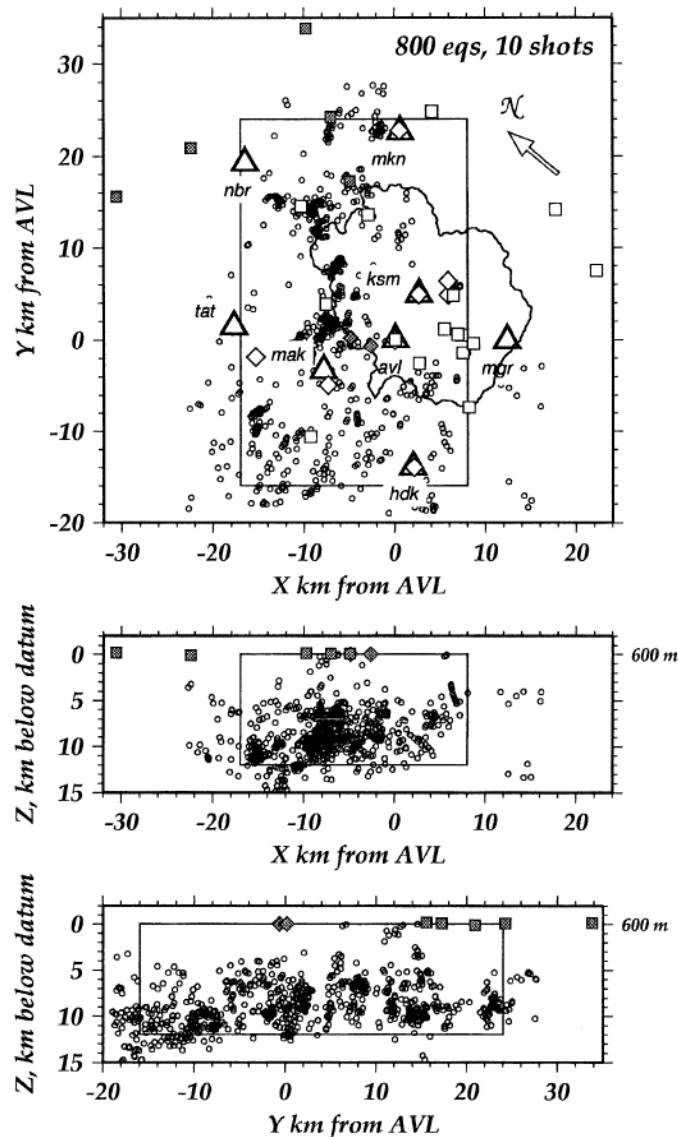 800 eqs, 10 shots
N
30
20
10
0
-10
-20
Y km from AVL
mkn
nbr
ksm
tat
mak
avl
mgr
hdk
-30 -20 -10 0 10 20
X km from AVL
Z, km below datum
0
5
10
15
600 m
-30 -20 -10 0 10 20
X km from AVL
Z, km below datum
0
5
10
15
600 m
-20 -10 0 10 20 30
Y km from AVL